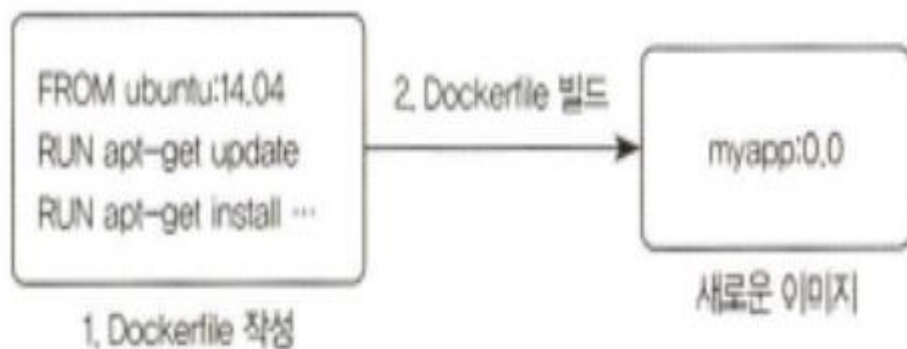 FROM ubuntu:14.04
RUN apt-get update
RUN apt-get install ...
1. Dockerfile 작성
2. Dockerfile 빌드
myapp:0.0
새로운 이미지